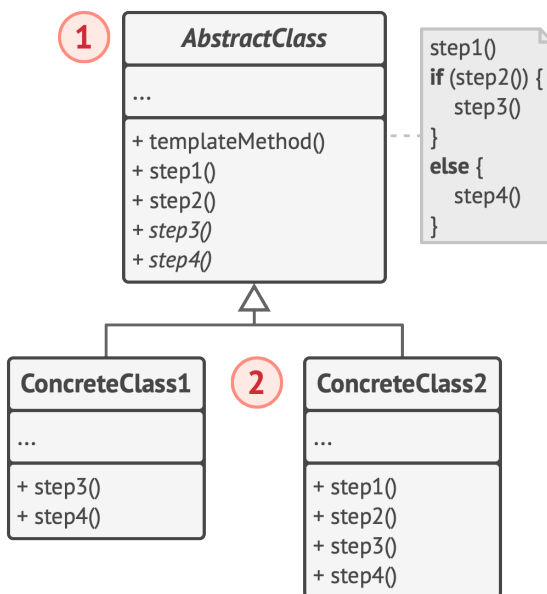 1
AbstractClass
...
+ templateMethod()
+ step1()
+ step2()
+ step3()
+ step4()
step1()
if (step2()) {
step3()
}
else {
step4()
}
ConcreteClass1
...
+ step3()
+ step4()
2
ConcreteClass2
...
+ step1()
+ step2()
+ step3()
+ step4()